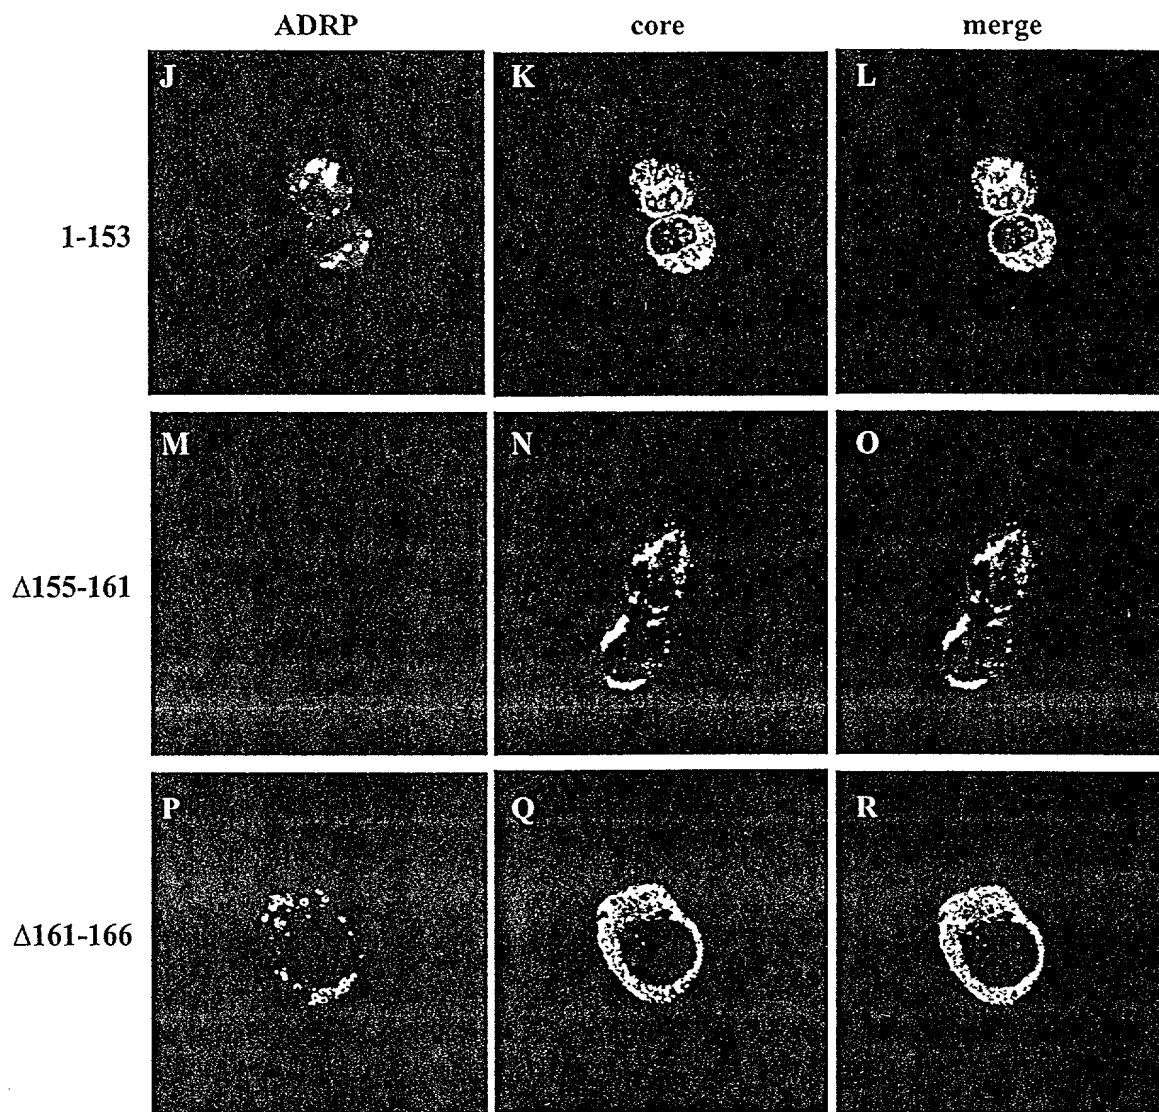 ADRP core merge
J K L
1-153
M N O
Δ155-161
P Q R
Δ161-166